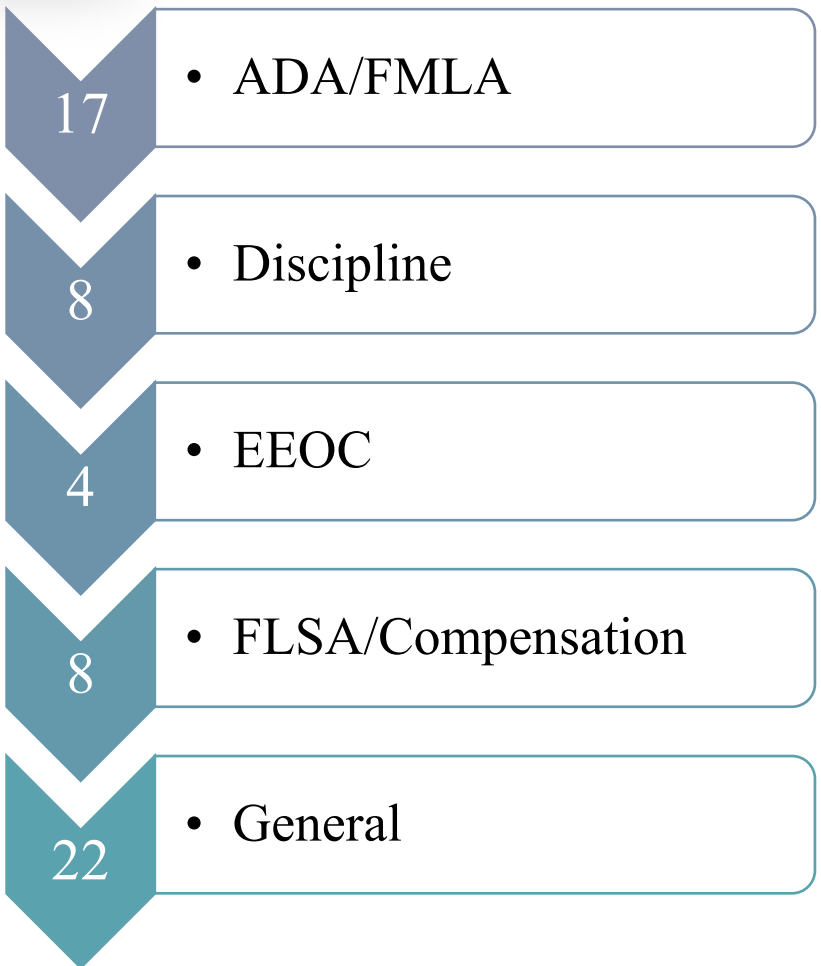 17
• ADA/FMLA
8
• Discipline
4
• EEOC
8
• FLSA/Compensation
22
• General